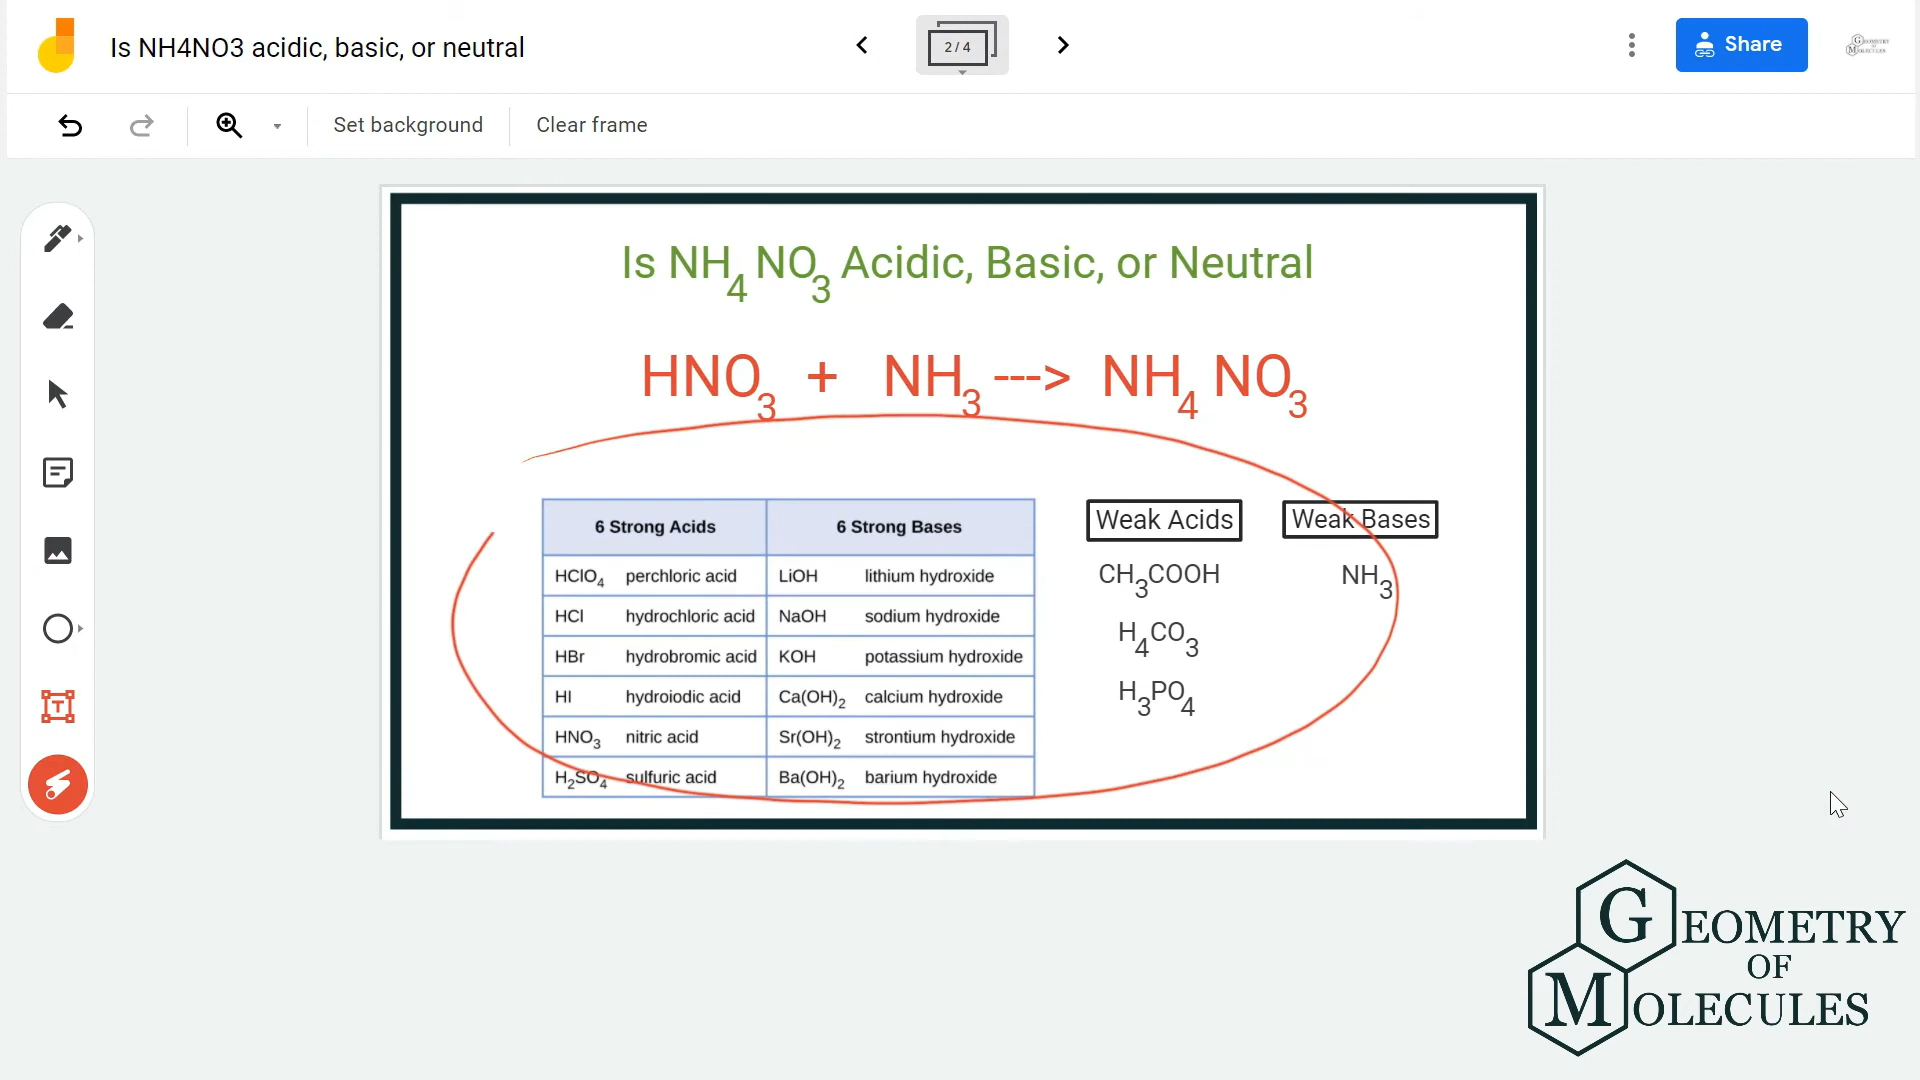 Is NH4NO3 acidic, basic, or neutral
2 / 4
Share
GEOMETRY OF MOLECULES
Set background
Clear frame
Is NH₄ NO₃ Acidic, Basic, or Neutral
HNO₃ + NH₃ ---> NH₄ NO₃
6 Strong Acids 6 Strong Bases
Weak Acids
Weak Bases
HClO₄ perchloric acid LiOH lithium hydroxide
CH₃COOH
NH₃
HCl hydrochloric acid NaOH sodium hydroxide
H₄CO₃
HBr hydrobromic acid KOH potassium hydroxide
HI hydroiodic acid Ca(OH)₂ calcium hydroxide
H₃PO₄
HNO₃ nitric acid Sr(OH)₂ strontium hydroxide
H₂SO₄ sulfuric acid Ba(OH)₂ barium hydroxide
GEOMETRY
OF
MOLECULES